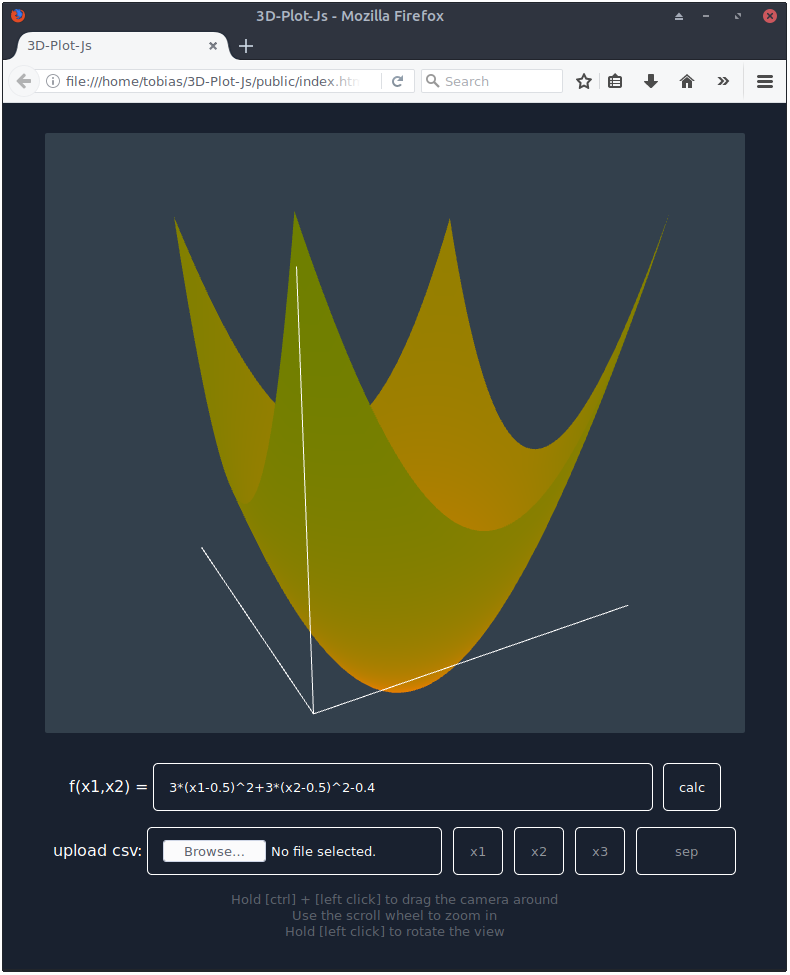 3D-Plot-Js - Mozilla Firefox
3D-Plot-Js
file:///home/tobias/3D-Plot-Js/public/index.htm
Search
f(x1,x2) =
3*(x1-0.5)^2+3*(x2-0.5)^2-0.4
calc
upload csv:
Browse...
No file selected.
x1
x2
x3
sep
Hold [ctrl] + [left click] to drag the camera around
Use the scroll wheel to zoom in
Hold [left click] to rotate the view